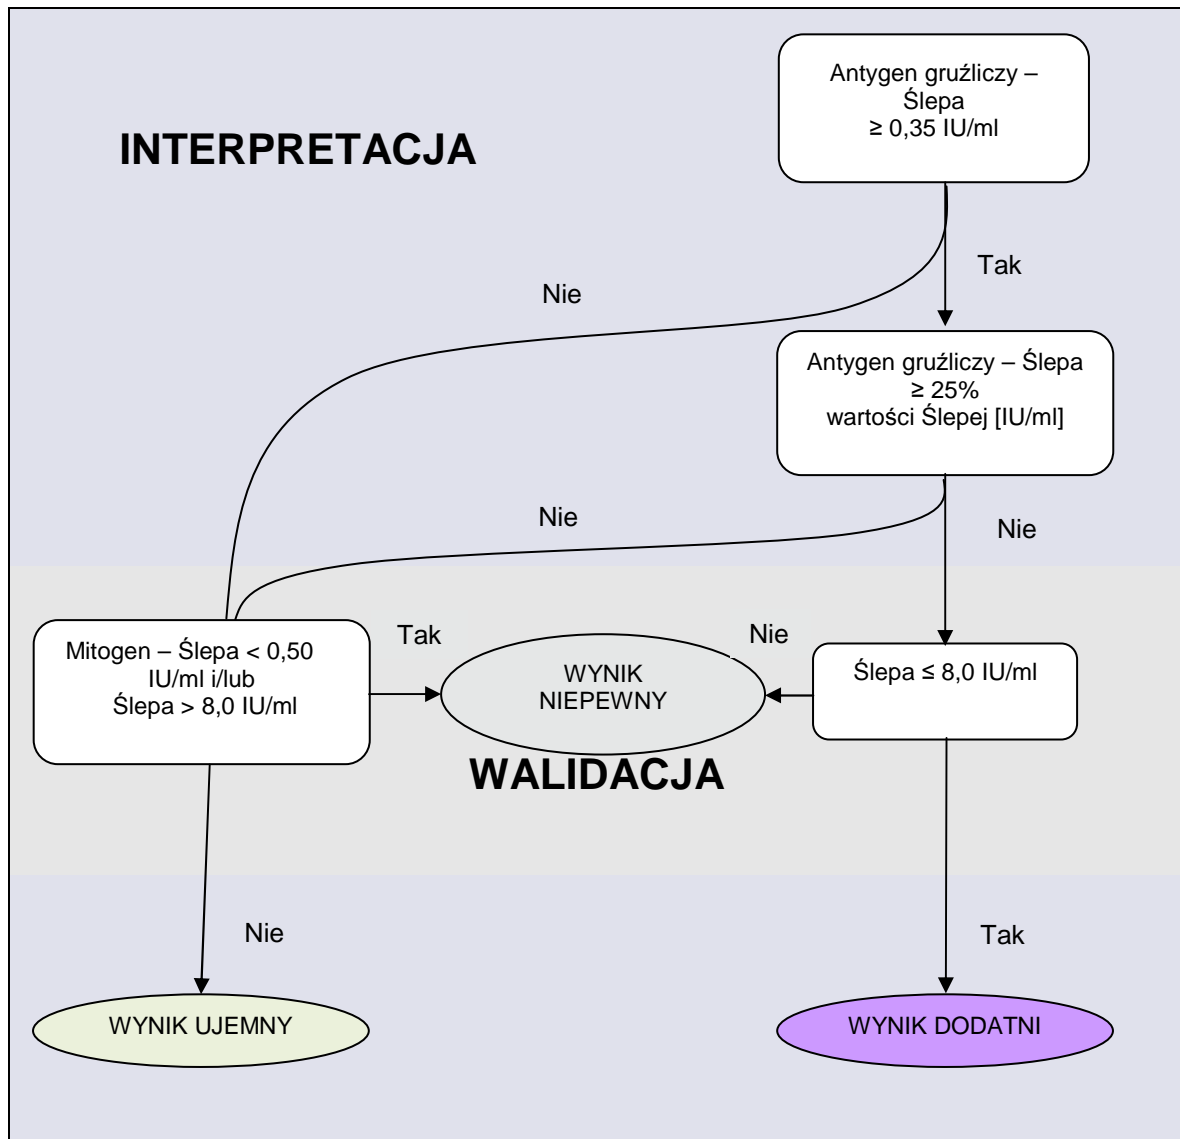 Antygen gruźliczy –
Ślepa
≥ 0,35 IU/ml
INTERPRETACJA
Tak
Nie
Antygen gruźliczy – Ślepa
≥ 25%
wartości Ślepej [IU/ml]
Nie
Nie
Mitogen – Ślepa < 0,50
IU/ml i/lub
Ślepa > 8,0 IU/ml
Tak
WYNIK
NIEPEWNY
Nie
Ślepa ≤ 8,0 IU/ml
WALIDACJA
Nie
Tak
WYNIK UJEMNY
WYNIK DODATNI